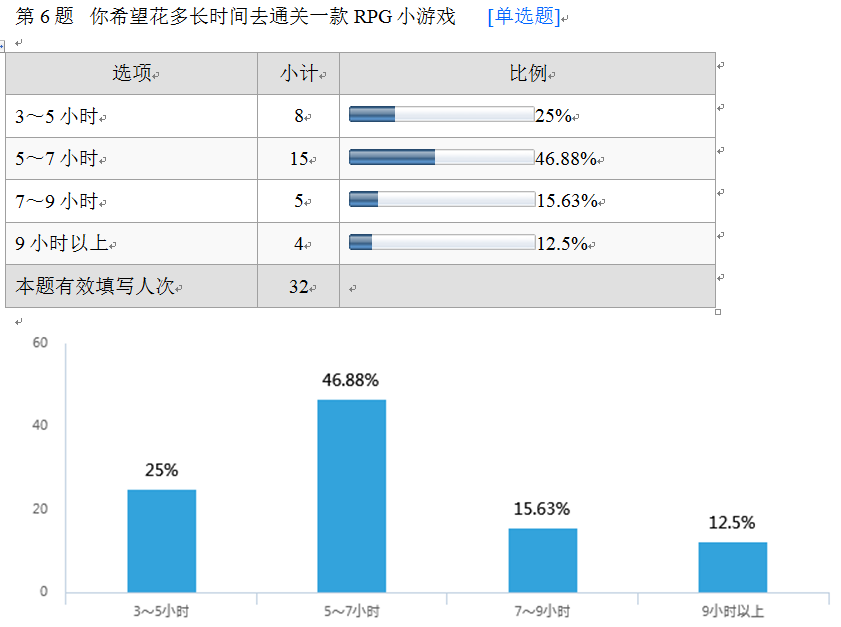 第 6 题 你希望花多长时间去通关一款 RPG 小游戏 [单选题]
选项 小计 比例
3～5 小时 8 25%
5～7 小时 15 46.88%
7～9 小时 5 15.63%
9 小时以上 4 12.5%
本题有效填写人次 32
60
40
20
0
25%
46.88%
15.63%
12.5%
3～5小时 5～7小时 7～9小时 9小时以上